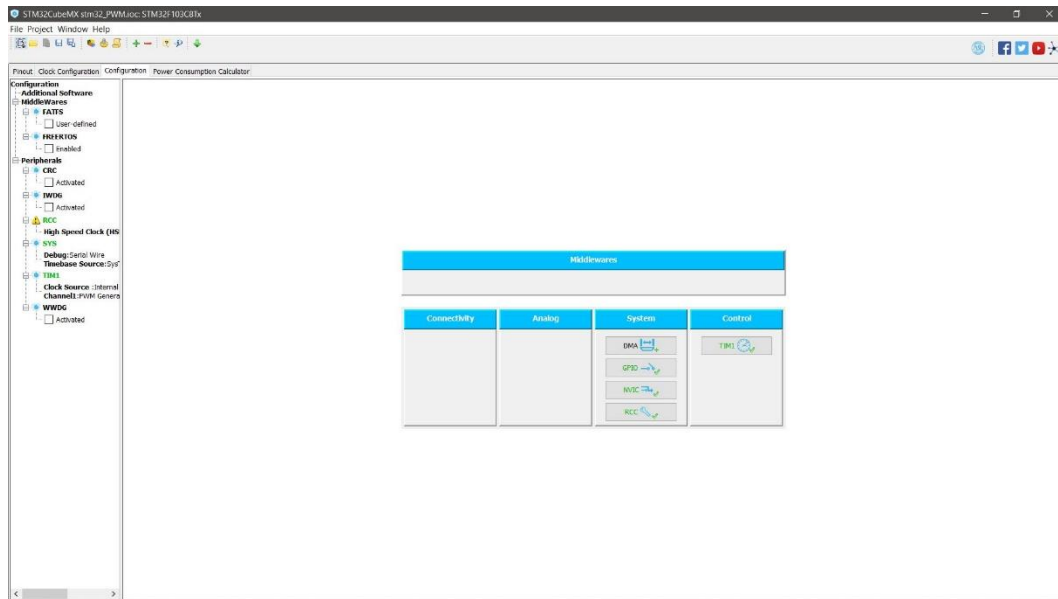 STM32CubeMX stm32_PWM.ioc: STM32F103C8Tx
File Project Window Help
Pinout Clock Configuration Configuration Power Consumption Calculator
Configuration
Additional Software
MiddleWares
FATFS
User-defined
FREERTOS
Enabled
Peripherals
CRC
Activated
IWDG
Activated
RCC
High Speed Clock (HS
SYS
Debug:Serial Wire
Timebase Source:Sys
TIM1
Clock Source :Internal
Channel1:PWM Genera
WWDG
Activated
Middlewares
Connectivity Analog System Control
DMA TIM1
GPIO
NVIC
RCC